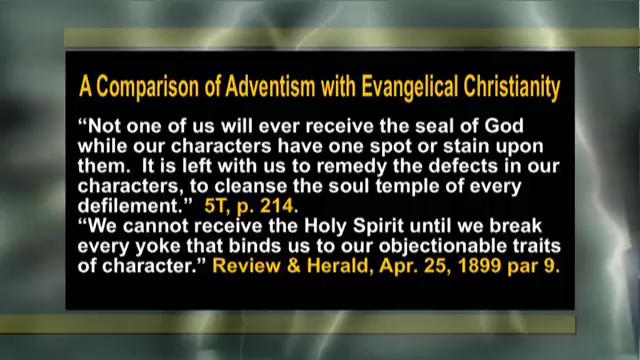 A Comparison of Adventism with Evangelical Christianity
“Not one of us will ever receive the seal of God
while our characters have one spot or stain upon
them.  It is left with us to remedy the defects in our
characters, to cleanse the soul temple of every
defilement.”  5T, p. 214.
“We cannot receive the Holy Spirit until we break
every yoke that binds us to our objectionable traits
of character.” Review & Herald, Apr. 25, 1899 par 9.